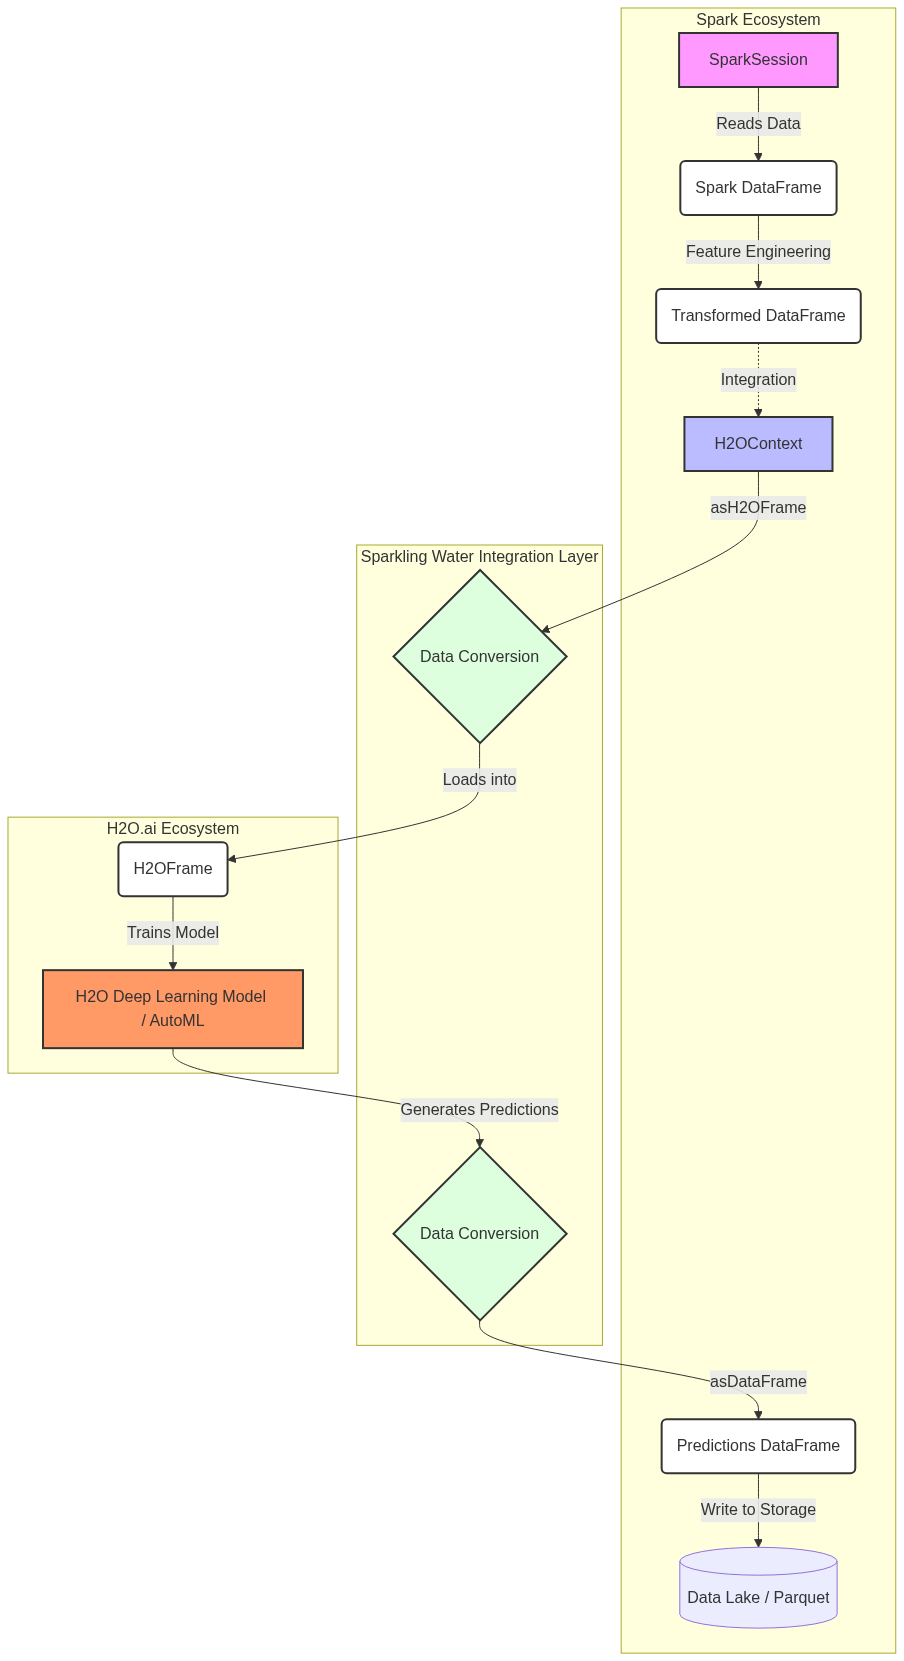 Spark Ecosystem
SparkSession
Reads Data
Spark DataFrame
Feature Engineering
Transformed DataFrame
Integration
H2OContext
asH2OFrame
Sparkling Water Integration Layer
Data Conversion
Loads into
H2O.ai Ecosystem
H2OFrame
Trains Model
H2O Deep Learning Model
/ AutoML
Generates Predictions
Data Conversion
asDataFrame
Predictions DataFrame
Write to Storage
Data Lake / Parquet